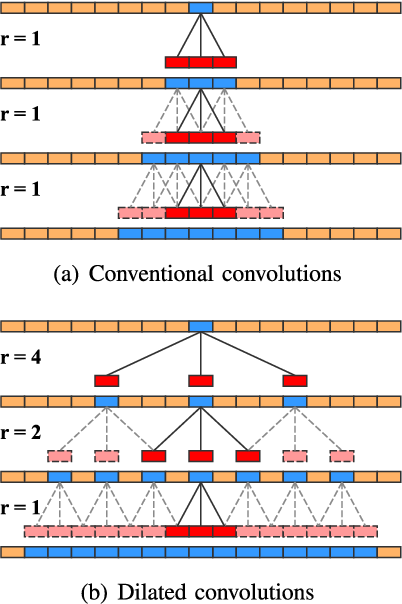 r = 1
r = 1
r = 1
(a) Conventional convolutions
r = 4
r = 2
r = 1
(b) Dilated convolutions